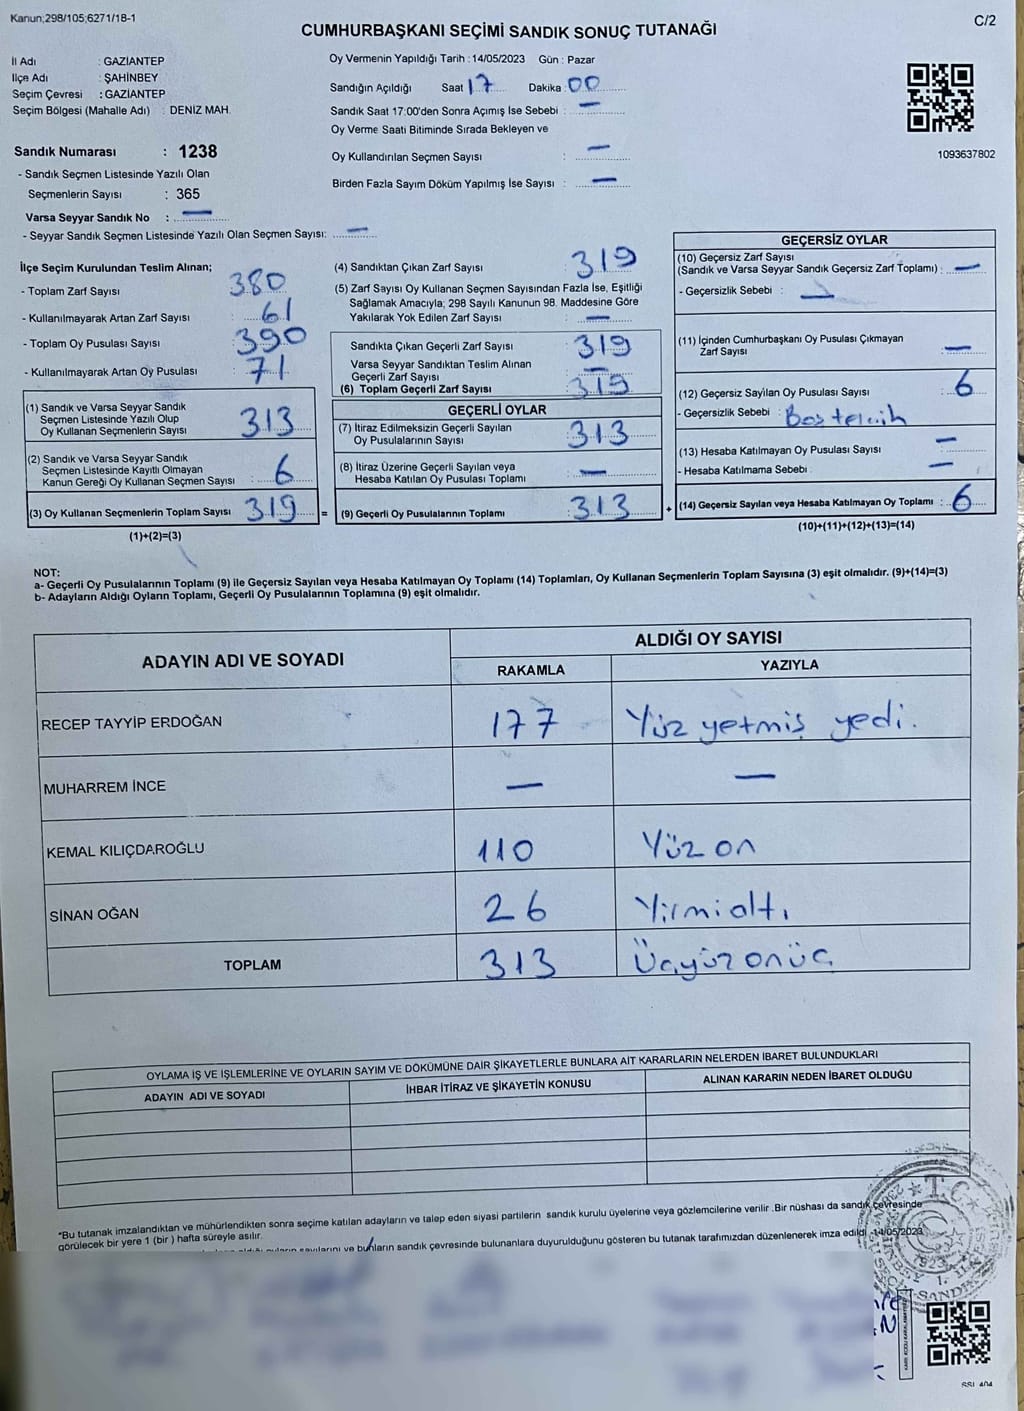 Kanun;298/105;6271/18-1
C/2
CUMHURBAŞKANI SEÇİMİ SANDIK SONUÇ TUTANAĞI
İl Adı : GAZİANTEP
İlçe Adı : ŞAHİNBEY
Seçim Çevresi : GAZİANTEP
Seçim Bölgesi (Mahalle Adı) : DENİZ MAH.
Oy Vermenin Yapıldığı Tarih : 14/05/2023 Gün : Pazar
Sandığın Açıldığı Saat 17 Dakika : 00
Sandık Saat 17:00'den Sonra Açımış İse Sebebi : —
Oy Verme Saati Bitiminde Sırada Bekleyen ve
Oy Kullandırılan Seçmen Sayısı : —
Birden Fazla Sayım Döküm Yapılmış İse Sayısı : —
1093637802
Sandık Numarası : 1238
- Sandık Seçmen Listesinde Yazılı Olan
Seçmenlerin Sayısı : 365
Varsa Seyyar Sandık No : —
- Seyyar Sandık Seçmen Listesinde Yazılı Olan Seçmen Sayısı: —
İlçe Seçim Kurulundan Teslim Alınan;
- Toplam Zarf Sayısı : 380
- Kullanılmayarak Artan Zarf Sayısı : 61
- Toplam Oy Pusulası Sayısı : 390
- Kullanılmayarak Artan Oy Pusulası : 71
(1) Sandık ve Varsa Seyyar Sandık
Seçmen Listesinde Yazılı Olup
Oy Kullanan Seçmenlerin Sayısı : 313
(2) Sandık ve Varsa Seyyar Sandık
Seçmen Listesinde Kayıtlı Olmayan
Kanun Gereği Oy Kullanan Seçmen Sayısı : 6
(3) Oy Kullanan Seçmenlerin Toplam Sayısı : 319 =
(1)+(2)=(3)
(4) Sandıktan Çıkan Zarf Sayısı : 319
(5) Zarf Sayısı Oy Kullanan Seçmen Sayısından Fazla İse, Eşitliği
Sağlamak Amacıyla; 298 Sayılı Kanunun 98. Maddesine Göre
Yakılarak Yok Edilen Zarf Sayısı : —
Sandıkta Çıkan Geçerli Zarf Sayısı : 319
Varsa Seyyar Sandıktan Teslim Alınan
Geçerli Zarf Sayısı : —
(6) Toplam Geçerli Zarf Sayısı : 319
GEÇERLİ OYLAR
(7) İtiraz Edilmeksizin Geçerli Sayılan
Oy Pusulalarının Sayısı : 313
(8) İtiraz Üzerine Geçerli Sayılan veya
Hesaba Katılan Oy Pusulası Toplamı : —
(9) Geçerli Oy Pusulalarının Toplamı : 313 +
GEÇERSİZ OYLAR
(10) Geçersiz Zarf Sayısı
(Sandık ve Varsa Seyyar Sandık Geçersiz Zarf Toplamı) : —
- Geçersizlik Sebebi : —
(11) İçinden Cumhurbaşkanı Oy Pusulası Çıkmayan
Zarf Sayısı : —
(12) Geçersiz Sayılan Oy Pusulası Sayısı : 6
- Geçersizlik Sebebi : Boş tercih
(13) Hesaba Katılmayan Oy Pusulası Sayısı : —
- Hesaba Katılmama Sebebi : —
(14) Geçersiz Sayılan veya Hesaba Katılmayan Oy Toplamı : 6
(10)+(11)+(12)+(13)=(14)
NOT:
a- Geçerli Oy Pusulalarının Toplamı (9) ile Geçersiz Sayılan veya Hesaba Katılmayan Oy Toplamı (14) Toplamları, Oy Kullanan Seçmenlerin Toplam Sayısına (3) eşit olmalıdır. (9)+(14)=(3)
b- Adayların Aldığı Oyların Toplamı, Geçerli Oy Pusulalarının Toplamına (9) eşit olmalıdır.
ADAYIN ADI VE SOYADI
ALDIĞI OY SAYISI
RAKAMLA YAZIYLA
RECEP TAYYİP ERDOĞAN 177 Yüz yetmiş yedi.
MUHARREM İNCE — —
KEMAL KILIÇDAROĞLU 110 Yüz on
SİNAN OĞAN 26 Yirmialtı
TOPLAM 313 Üçyüzonüç
OYLAMA İŞ VE İŞLEMLERİNE VE OYLARIN SAYIM VE DÖKÜMÜNE DAİR ŞİKAYETLERLE BUNLARA AİT KARARLARIN NELERDEN İBARET BULUNDUKLARI
ADAYIN ADI VE SOYADI İHBAR İTİRAZ VE ŞİKAYETİN KONUSU ALINAN KARARIN NEDEN İBARET OLDUĞU
*Bu tutanak imzalandıktan ve mühürlendikten sonra seçime katılan adayların ve talep eden siyasi partilerin sandık kurulu üyelerine veya gözlemcilerine verilir .Bir nüshası da sandık çevresinde
görülecek bir yere 1 (bir ) hafta süreyle asılır.
bunların sandık çevresinde bulunanlara duyurulduğunu gösteren bu tutanak tarafımızdan düzenlenerek imza edildi -14/05/2023
T.C.